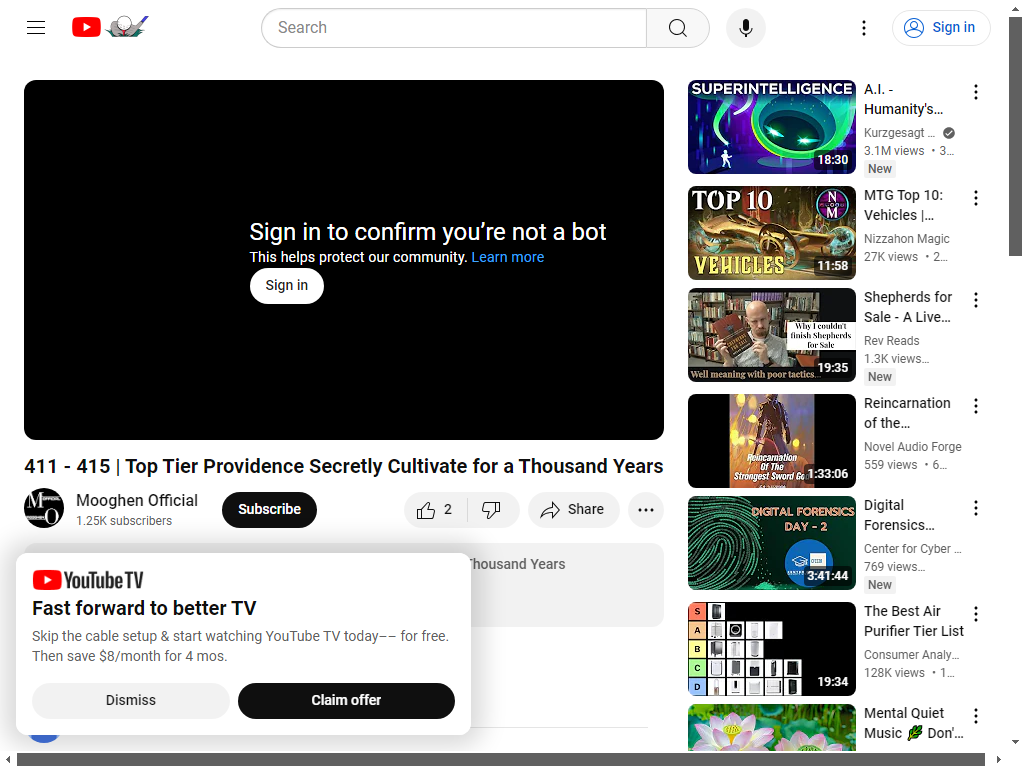 Search
Sign in
Sign in to confirm you're not a bot
This helps protect our community. Learn more
Sign in
411 - 415 | Top Tier Providence Secretly Cultivate for a Thousand Years
Mooghen Official
1.25K subscribers
Subscribe
2
Share
Thousand Years
YouTube TV
Fast forward to better TV
Skip the cable setup & start watching YouTube TV today–– for free.
Then save $8/month for 4 mos.
Dismiss
Claim offer
SUPERINTELLIGENCE
18:30
A.I. -
Humanity's...
Kurzgesagt ...
3.1M views • 3...
New
TOP 10
VEHICLES
11:58
MTG Top 10:
Vehicles |...
Nizzahon Magic
27K views • 2...
Why I couldn't
finish Shepherds
for Sale
Well meaning with poor tactics...
19:35
Shepherds for
Sale - A Live...
Rev Reads
1.3K views...
New
Reincarnation
Of The
Strongest Sword God
1:33:06
Reincarnation
of the...
Novel Audio Forge
559 views • 6...
DIGITAL FORENSICS
DAY - 2
3:41:44
Digital
Forensics...
Center for Cyber ...
769 views...
New
S
A
B
C
D
19:34
The Best Air
Purifier Tier List
Consumer Analy...
128K views • 1...
Mental Quiet
Music 🌿 Don'...